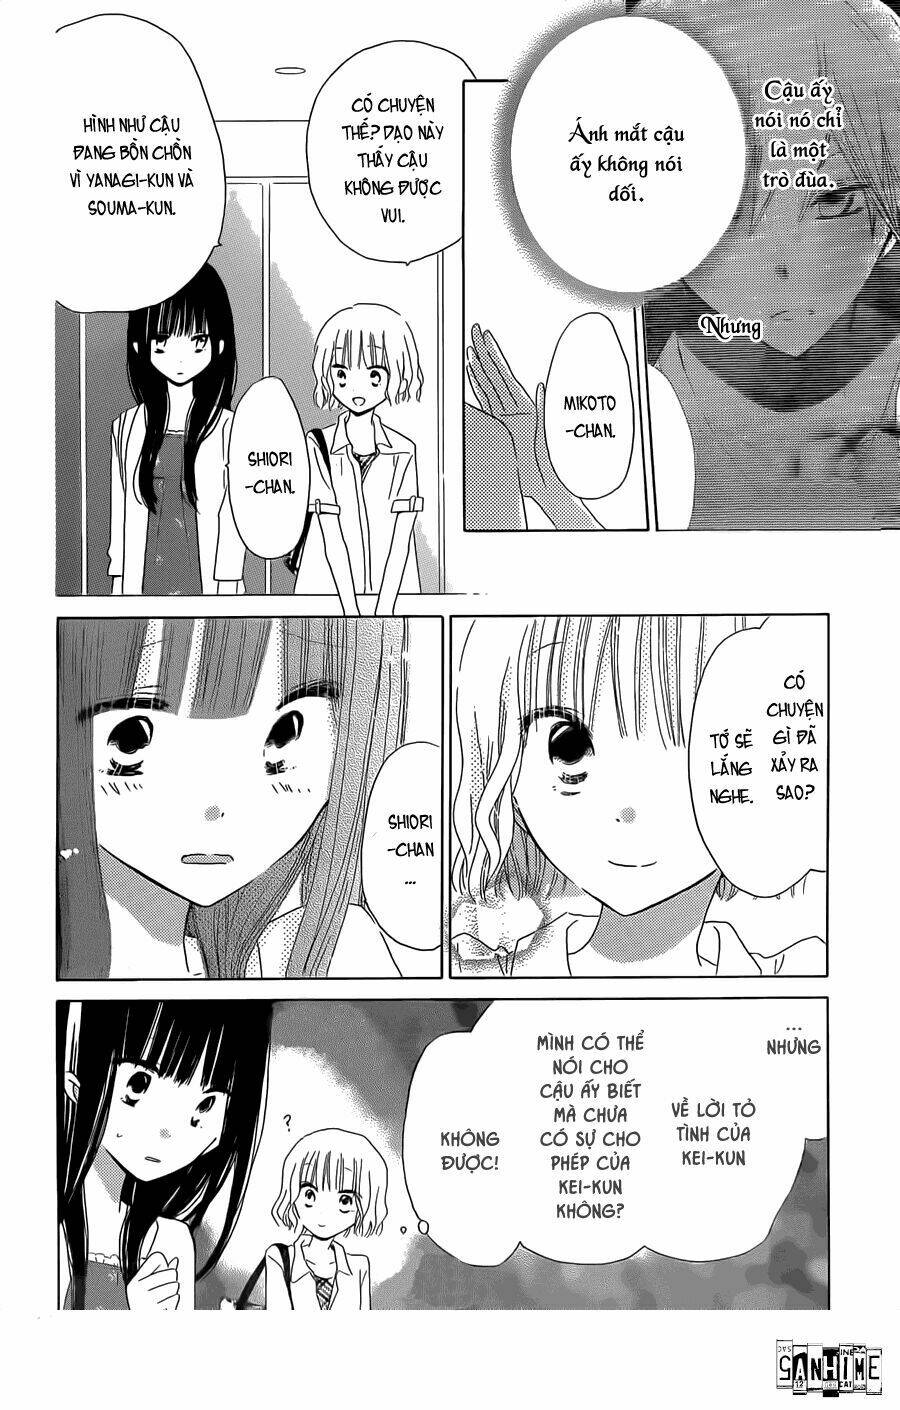 Cậu ấy
nói nó chỉ
là một
trò đùa.
Nhưng
Ánh mắt cậu
ấy không nói
dối.
MIKOTO
-CHAN.
CÓ CHUYỆN
THẾ? DẠO NÀY
THẤY CẬU
KHÔNG ĐƯỢC
VUI.
HÌNH NHƯ CẬU
ĐANG BỒN CHỒN
VÌ YANAGI-KUN VÀ
SOUMA-KUN.
SHIORI
-CHAN.
CÓ
CHUYỆN
GÌ ĐÃ
XẢY RA
SAO?
TỚ SẼ
LẮNG
NGHE.
SHIORI
-CHAN
...
...
NHƯNG
VỀ LỜI TỎ
TÌNH CỦA
KEI-KUN
MÌNH CÓ THỂ
NÓI CHO
CẬU ẤY BIẾT
MÀ CHƯA
CÓ SỰ CHO
PHÉP CỦA
KEI-KUN
KHÔNG?
KHÔNG
ĐƯỢC!
?
SANHIME